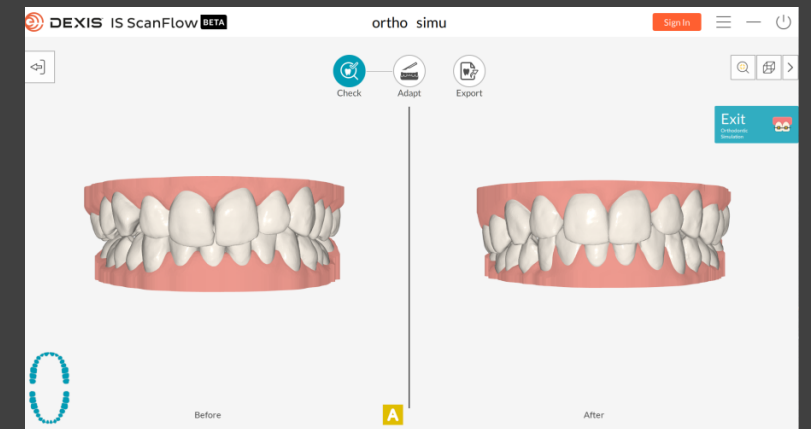 DEXIS IS ScanFlow BETA
ortho simu
Sign In
Check
Adapt
Export
Exit
Orthodontic
Simulation
Before
A
After